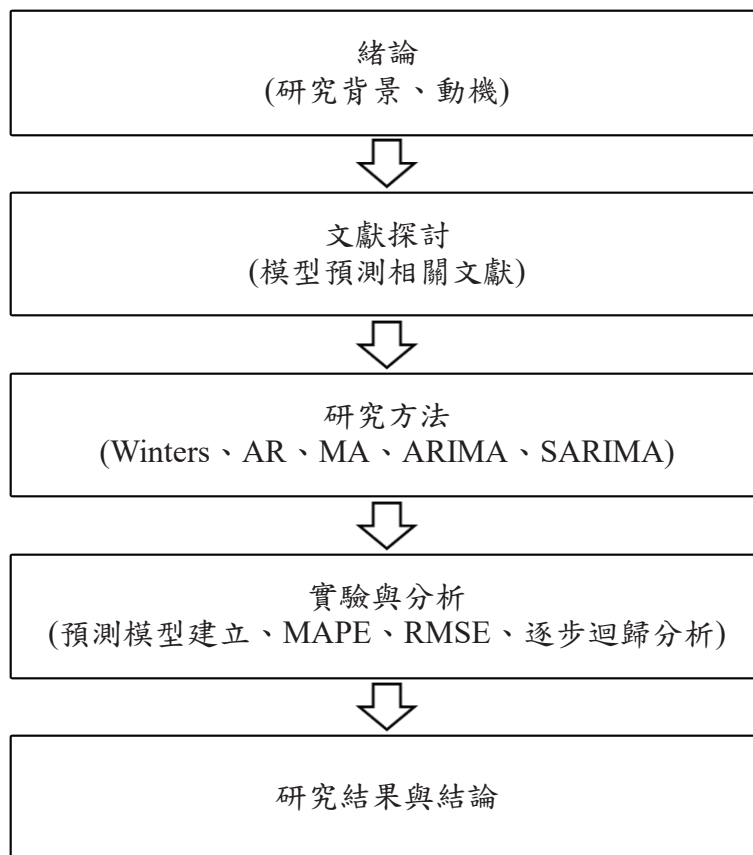 緒論
(研究背景、動機)
文獻探討
(模型預測相關文獻)
研究方法
(Winters、AR、MA、ARIMA、SARIMA)
實驗與分析
(預測模型建立、MAPE、RMSE、逐步迴歸分析)
研究結果與結論